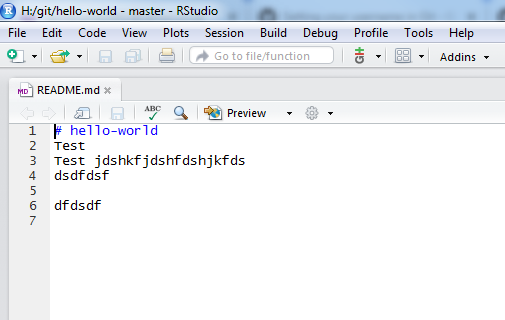 H:/git/hello-world - master - RStudio
File Edit Code View Plots Session Build Debug Profile Tools Help
Go to file/function Addins
README.md
ABC Preview
1 # hello-world
2 Test
3 Test jdshkfjdshfdshjkfds
4 dsdfdsf
5
6 dfdsdf
7